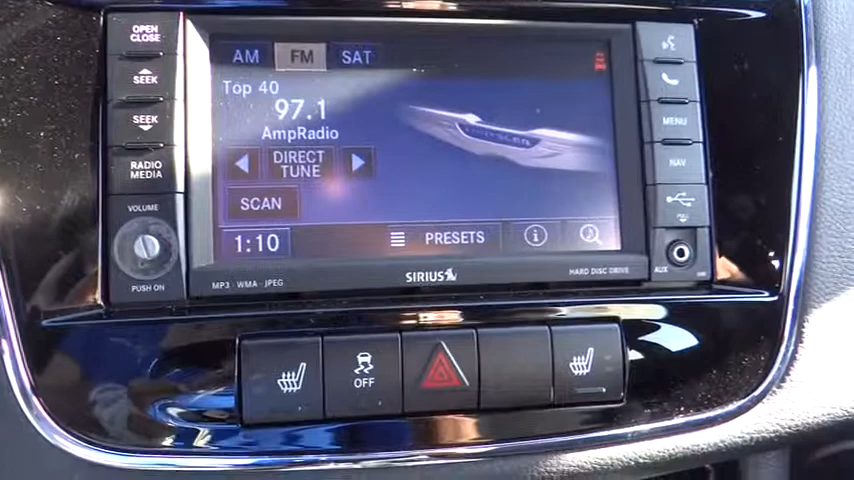 OPEN
CLOSE
SEEK
SEEK
RADIO
MEDIA
VOLUME
PUSH ON
AM FM SAT
Top 40
97.1
AmpRadio
DIRECT
TUNE
SCAN
1:10
PRESETS
CHRYSLER
MP3 WMA JPEG
SIRIUS
HARD DISC DRIVE
MENU
NAV
AUX
OFF